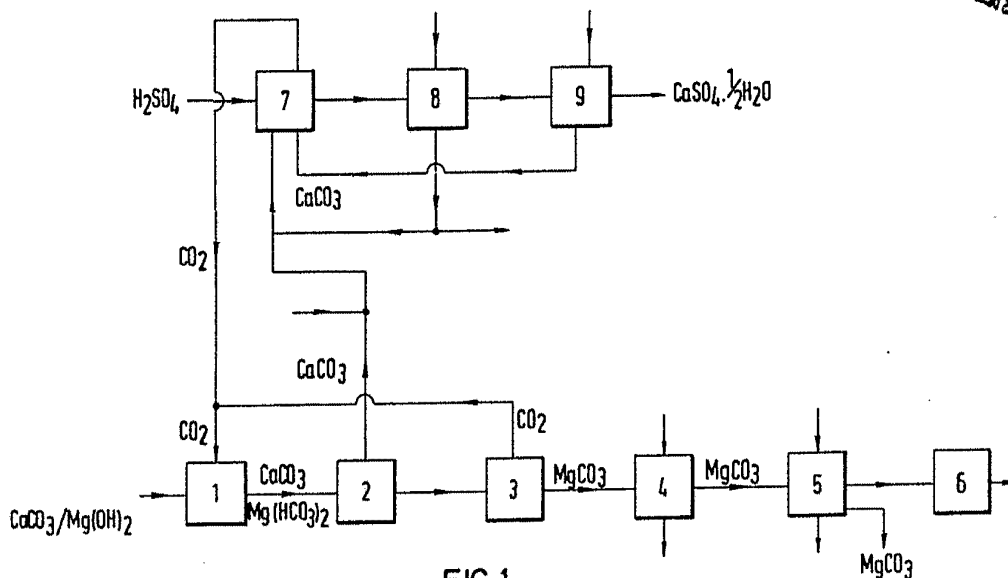 H₂SO₄
7
8
9
CaSO₄.½H₂O
CaCO₃
CO₂
CaCO₃
CO₂
CO₂
CaCO₃/Mg(OH)₂
1
CaCO₃
Mg(HCO₃)₂
2
3
MgCO₃
4
MgCO₃
5
6
MgCO₃
FIG.1